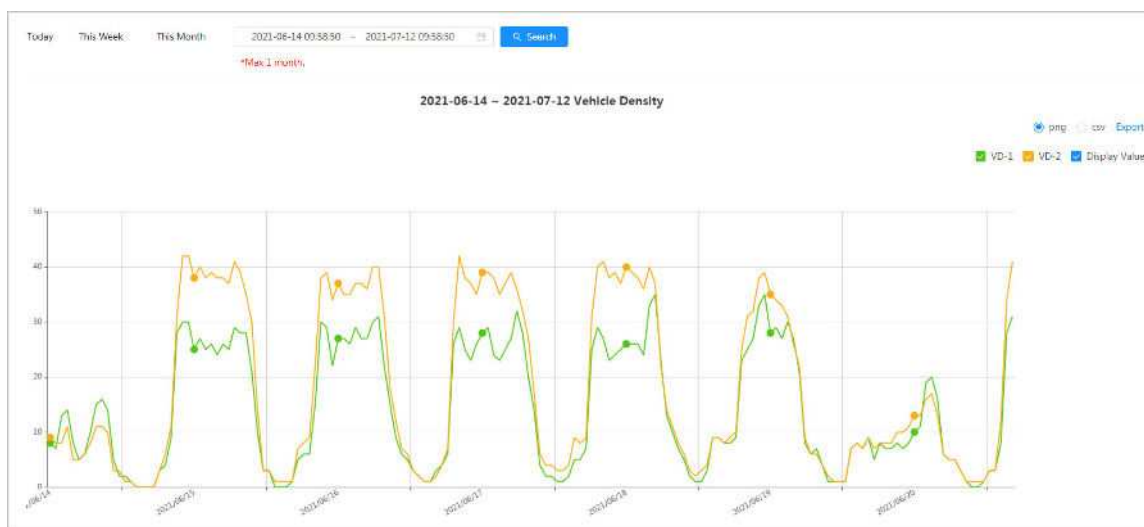 Today This Week This Month 2021-06-14 09:58:50 ~ 2021-07-12 09:58:50 Search
*Max 1 month.
2021-06-14 ~ 2021-07-12 Vehicle Density
png csv Export
VD-1 VD-2 Display Value
50
40
30
20
10
0
/06/14 2021/06/15 2021/06/16 2021/06/17 2021/06/18 2021/06/19 2021/06/20